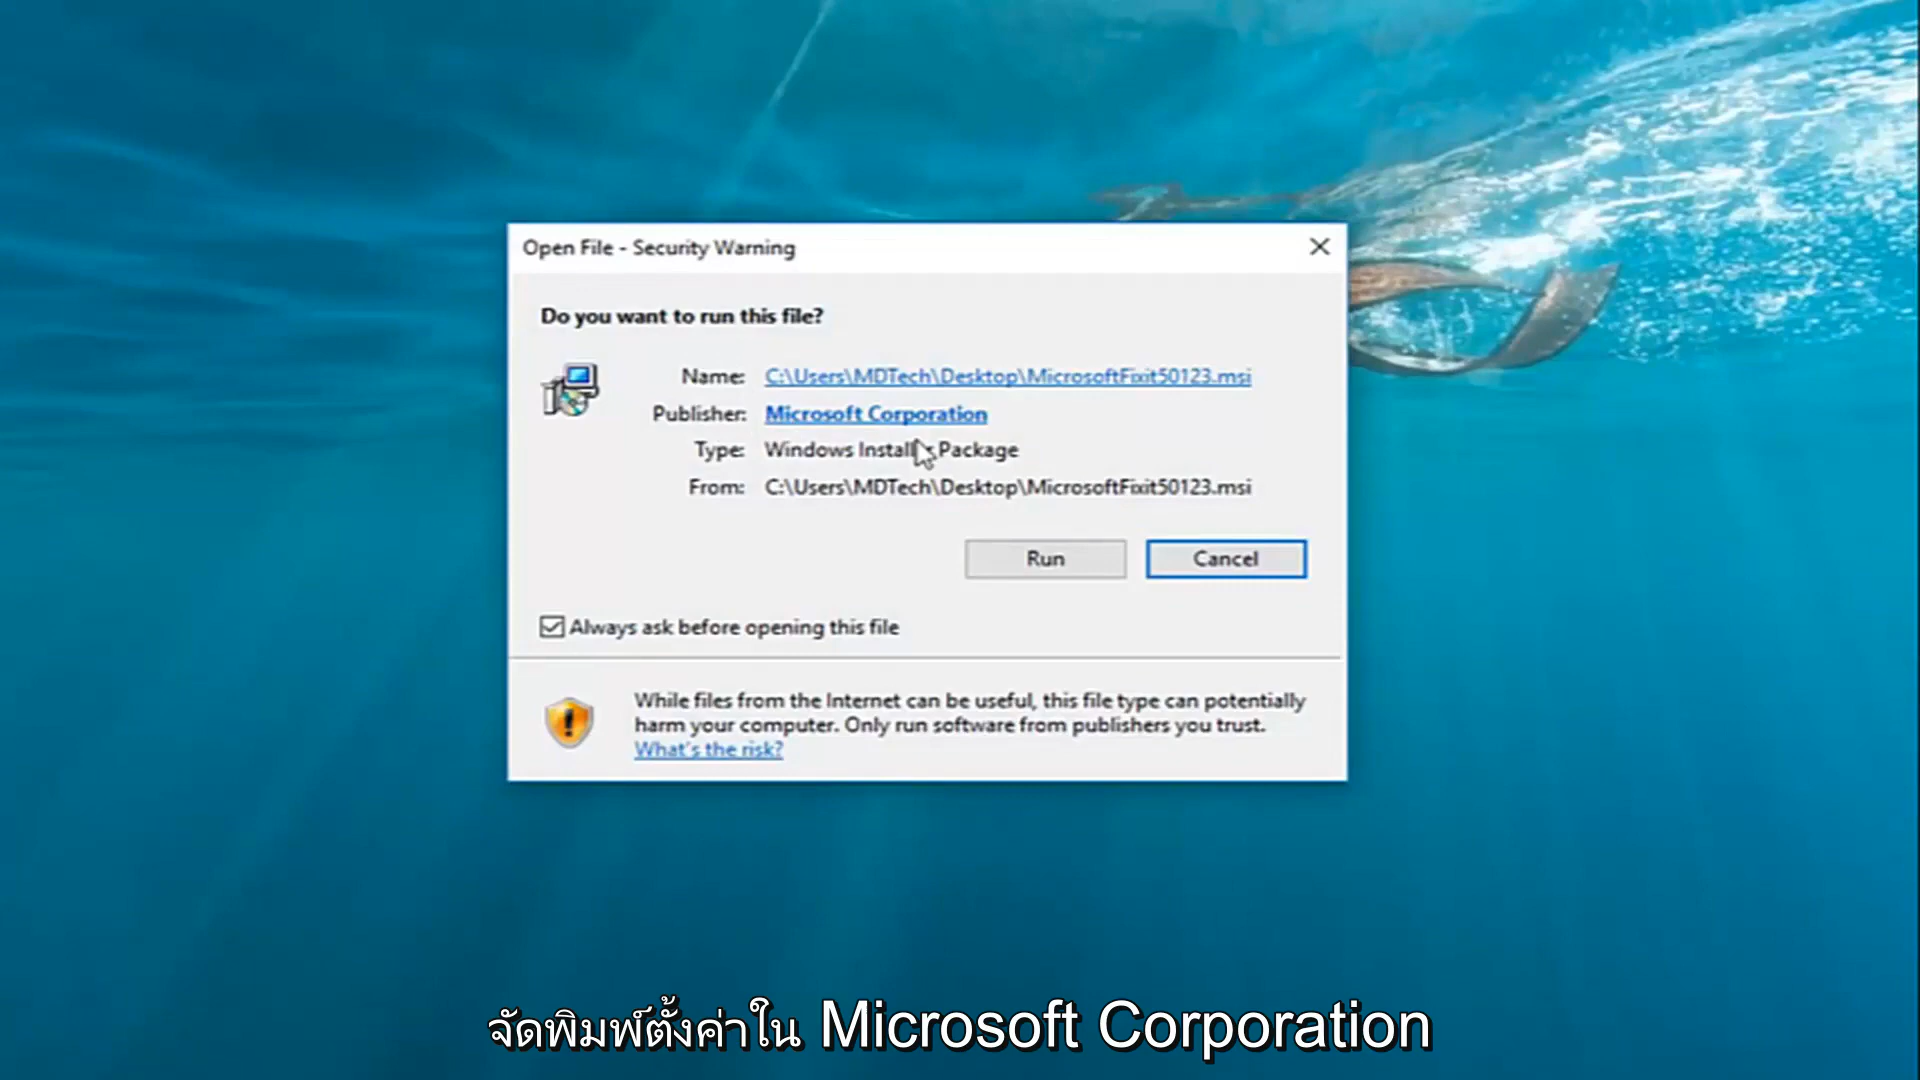 Open File - Security Warning
Do you want to run this file?
Name: C:\Users\MDTech\Desktop\MicrosoftFixit50123.msi
Publisher: Microsoft Corporation
Type: Windows Installer Package
From: C:\Users\MDTech\Desktop\MicrosoftFixit50123.msi
Run Cancel
Always ask before opening this file
While files from the Internet can be useful, this file type can potentially
harm your computer. Only run software from publishers you trust.
What's the risk?
จัดพิมพ์ตั้งค่าใน Microsoft Corporation